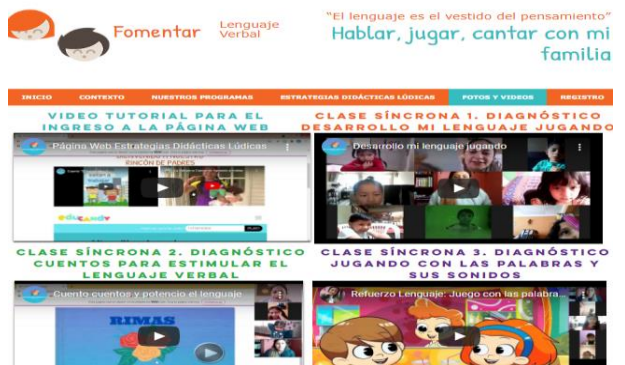 Fomentar Lenguaje Verbal
"El lenguaje es el vestido del pensamiento"
Hablar, jugar, cantar con mi
familia
INICIO CONTEXTO NUESTROS PROGRAMAS ESTRATEGIAS DIDÁCTICAS LÚDICAS FOTOS Y VIDEOS REGISTRO
VIDEO TUTORIAL PARA EL
INGRESO A LA PÁGINA WEB
Página Web Estrategias Didácticas Lúdicas
RINCÓN DE PADRES
EDUCANDY
CLASE SÍNCRONA 1. DIAGNÓSTICO
DESARROLLO MI LENGUAJE JUGANDO
Desarrollo mi lenguaje jugando
CLASE SÍNCRONA 2. DIAGNÓSTICO
CUENTOS PARA ESTIMULAR EL
LENGUAJE VERBAL
Cuento cuentos y potencio el lenguaje
RIMAS
CLASE SÍNCRONA 3. DIAGNÓSTICO
JUGANDO CON LAS PALABRAS Y
SUS SONIDOS
Refuerzo Lenguaje: Juego con las palabra...